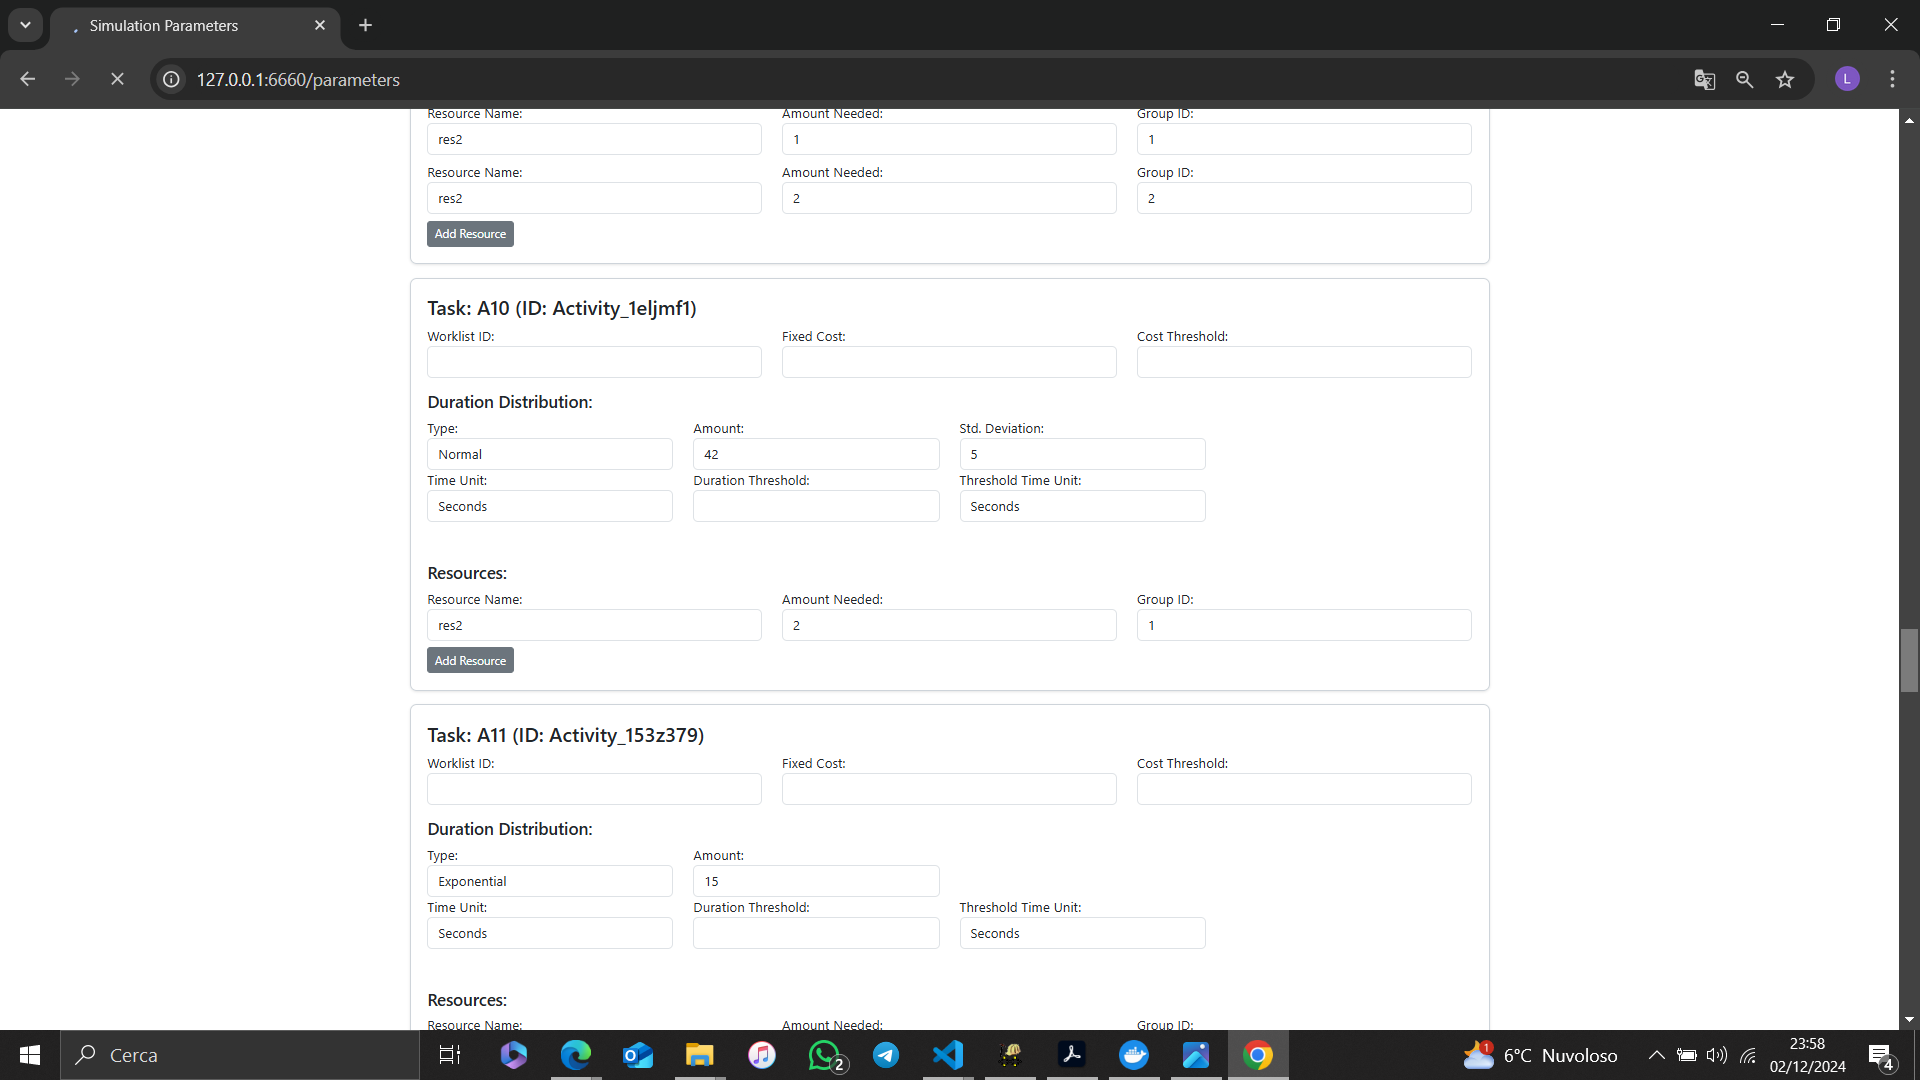 Simulation Parameters
127.0.0.1:6660/parameters
L
Resource Name: Amount Needed: Group ID:
res2 1 1
Resource Name: Amount Needed: Group ID:
res2 2 2
Add Resource
Task: A10 (ID: Activity_1eljmf1)
Worklist ID: Fixed Cost: Cost Threshold:
Duration Distribution:
Type: Amount: Std. Deviation:
Normal 42 5
Time Unit: Duration Threshold: Threshold Time Unit:
Seconds Seconds
Resources:
Resource Name: Amount Needed: Group ID:
res2 2 1
Add Resource
Task: A11 (ID: Activity_153z379)
Worklist ID: Fixed Cost: Cost Threshold:
Duration Distribution:
Type: Amount:
Exponential 15
Time Unit: Duration Threshold: Threshold Time Unit:
Seconds Seconds
Resources:
Resource Name: Amount Needed: Group ID:
Cerca
2
1
6°C Nuvoloso
23:58
02/12/2024
4